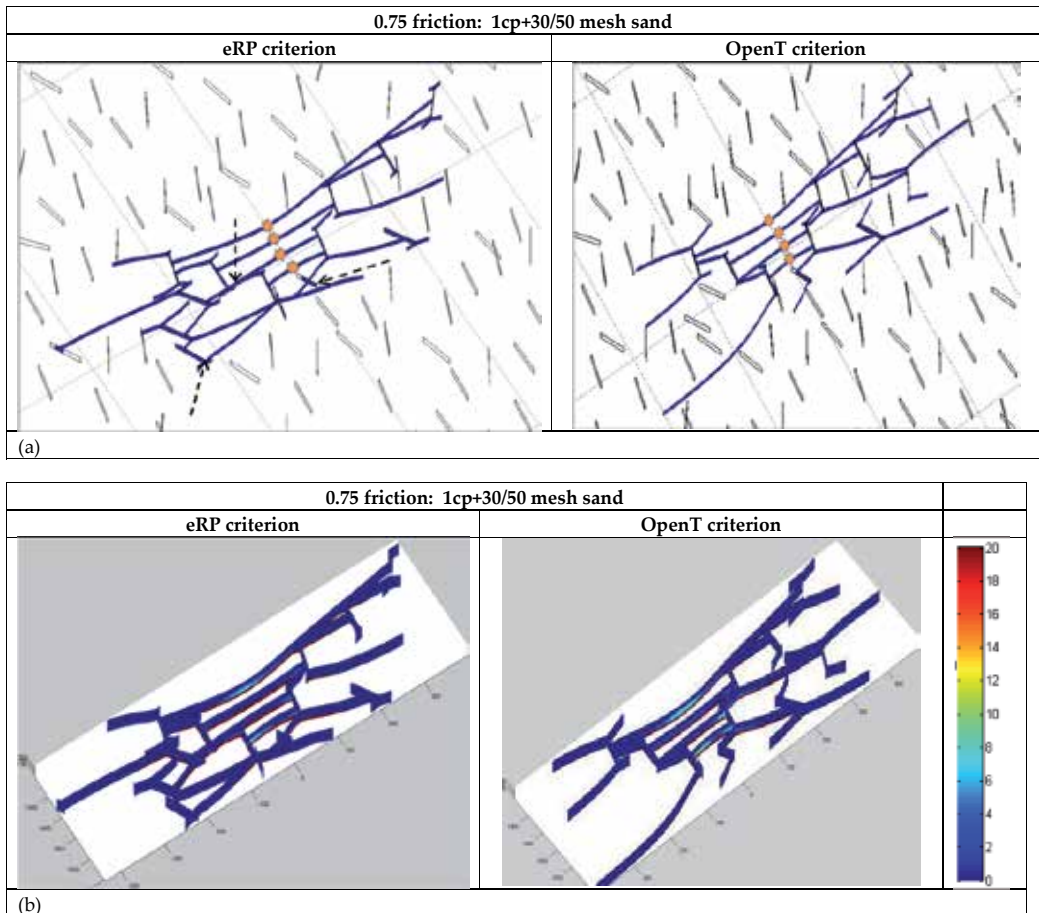 0.75 friction: 1cp+30/50 mesh sand
eRP criterion OpenT criterion
(a)
0.75 friction: 1cp+30/50 mesh sand
eRP criterion OpenT criterion
20
18
16
14
12
10
8
6
4
2
0
(b)